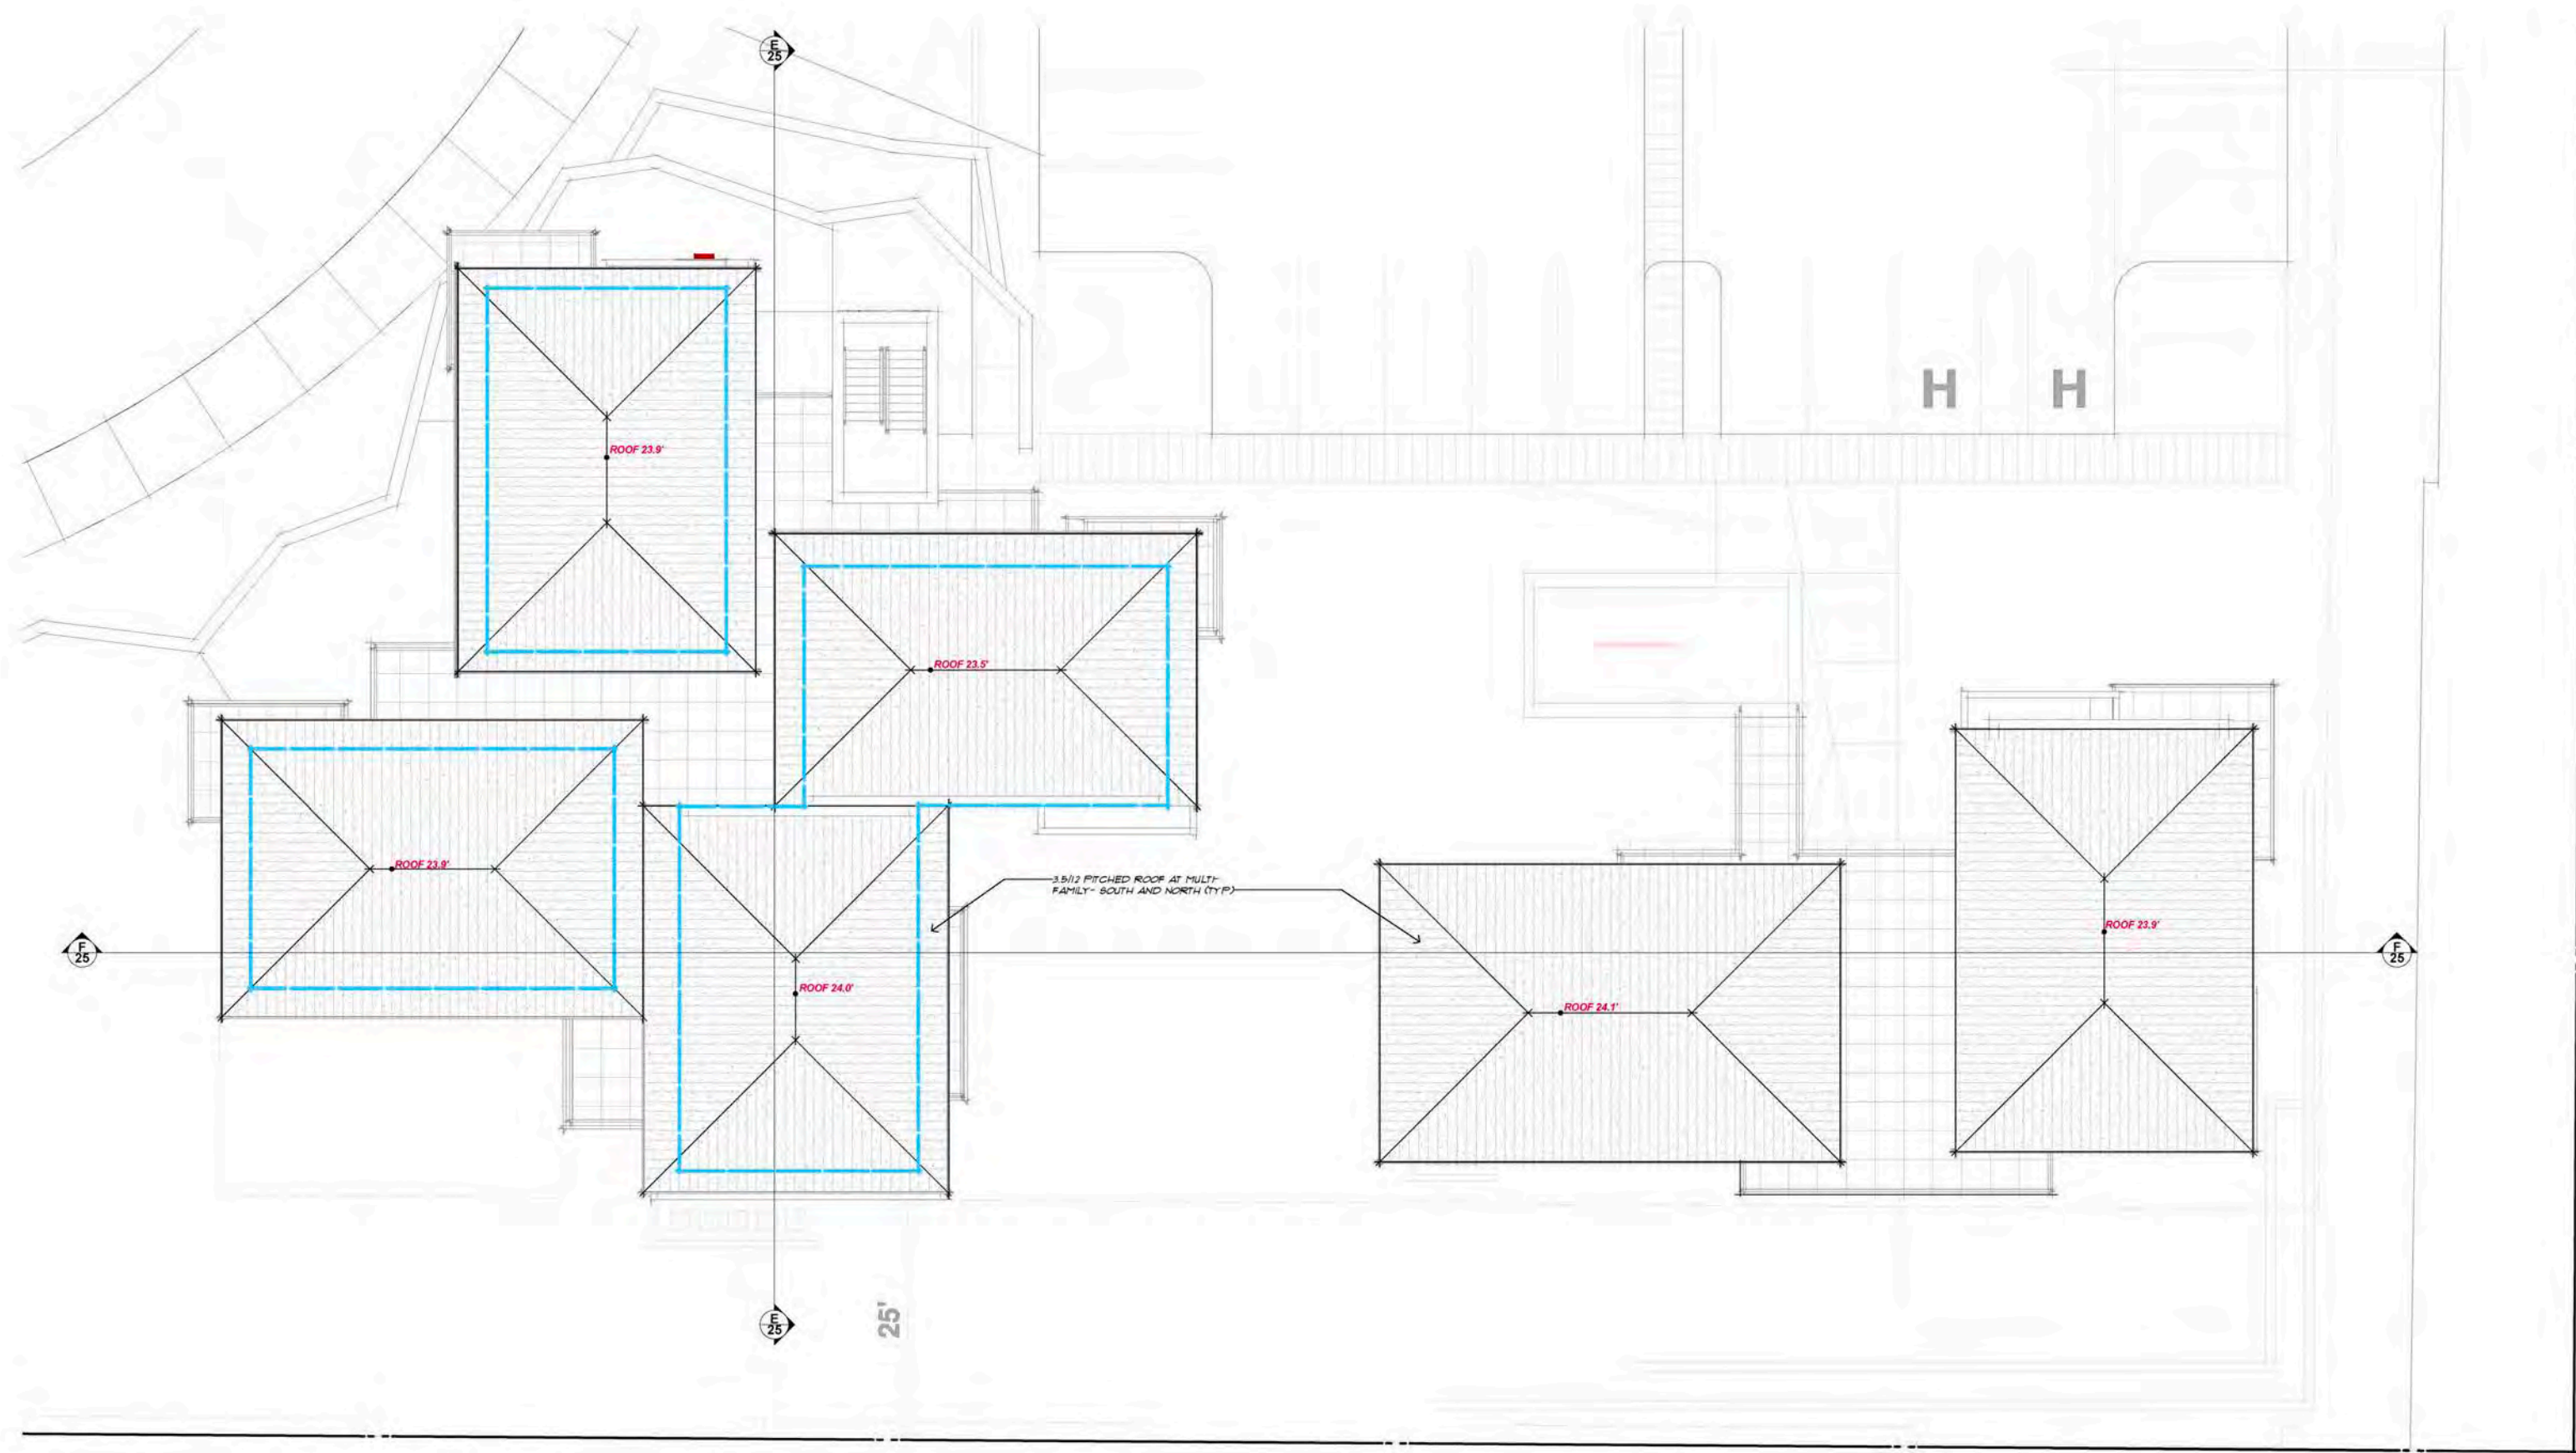 E
25
H H
ROOF 23.9'
ROOF 23.5'
ROOF 23.9'
3.5/12 PITCHED ROOF AT MULTI-
FAMILY- SOUTH AND NORTH (TYP)
ROOF 23.9'
F
25
F
25
ROOF 24.0'
ROOF 24.1'
E
25
25'